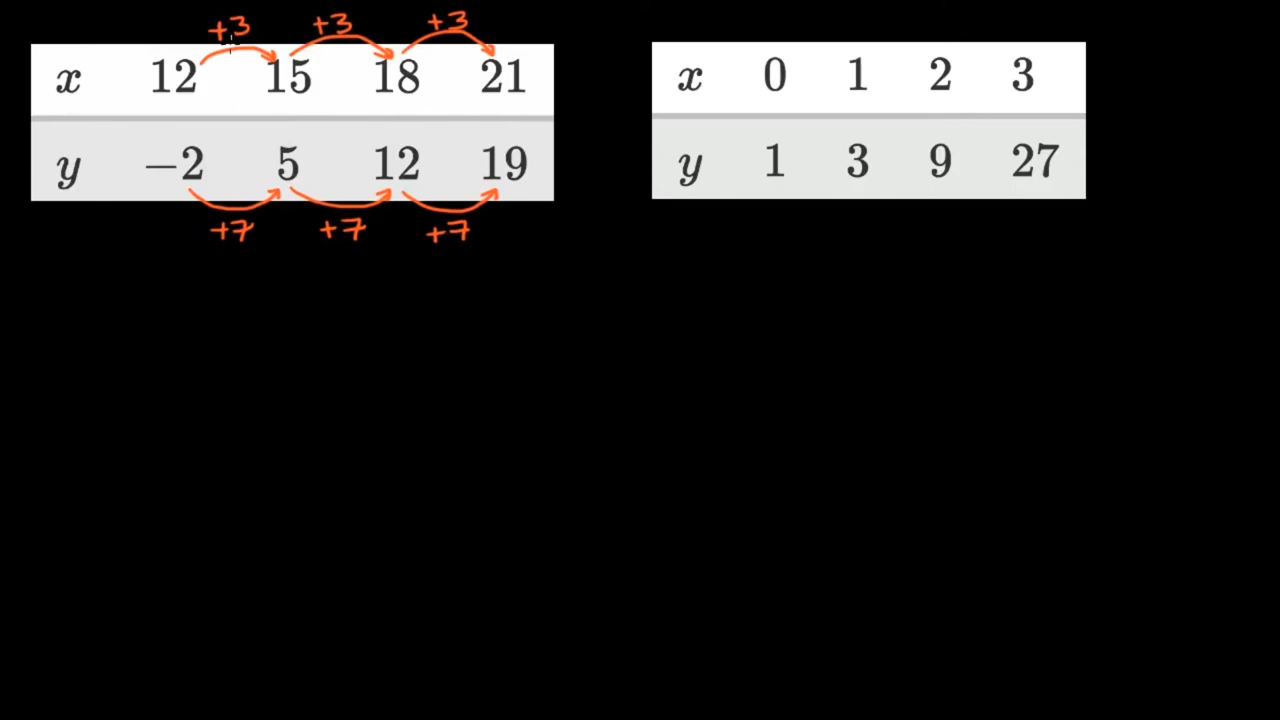 +3 +3 +3
x 12 15 18 21
y −2 5 12 19
+7 +7 +7
x 0 1 2 3
y 1 3 9 27